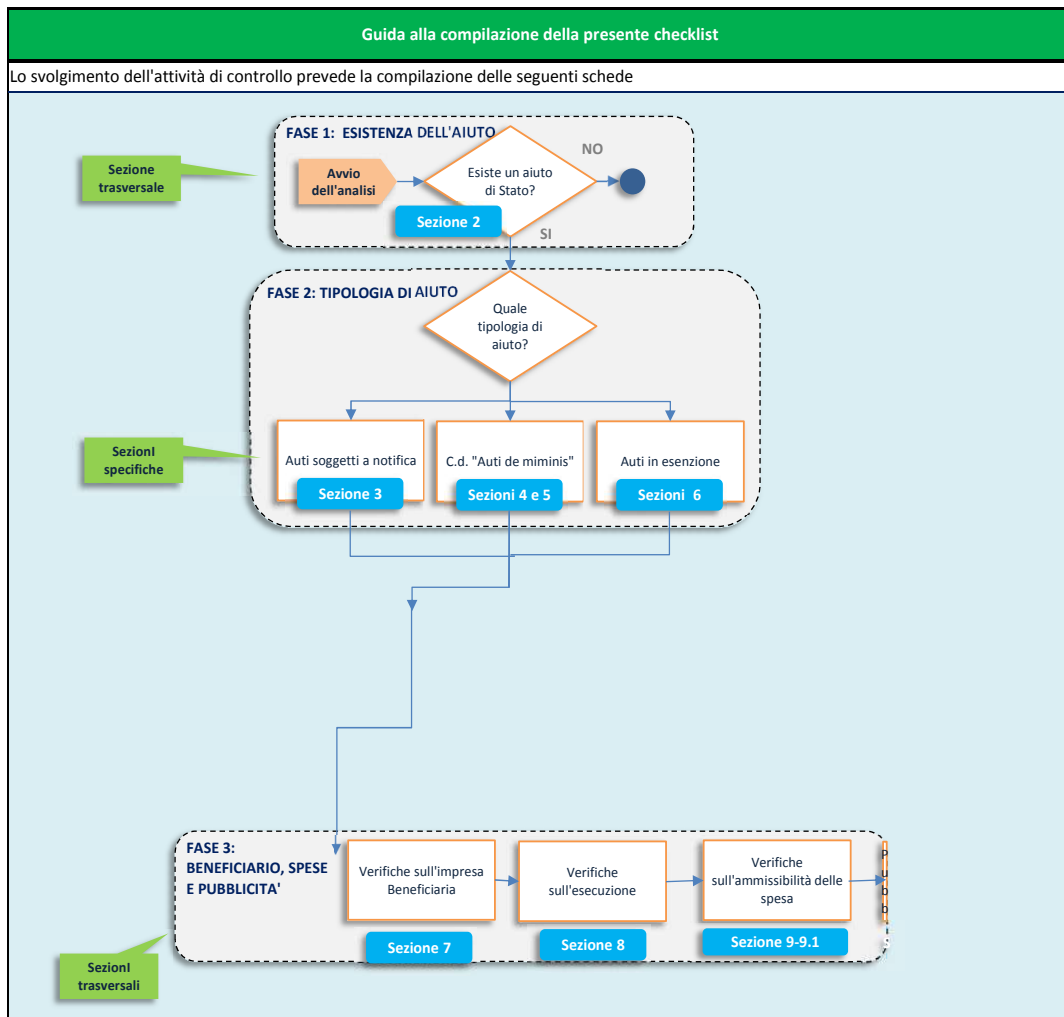 Guida alla compilazione della presente checklist
Lo svolgimento dell'attività di controllo prevede la compilazione delle seguenti schede
FASE 1: ESISTENZA DELL'AIUTO
Sezione
trasversale
Avvio
dell'analisi
Esiste un aiuto
di Stato?
NO
Sezione 2
SI
FASE 2: TIPOLOGIA DI AIUTO
Quale
tipologia di
aiuto?
SezionI
specifiche
Auti soggetti a notifica
Sezione 3
C.d. "Auti de miminis"
Sezioni 4 e 5
Auti in esenzione
Sezioni 6
FASE 3:
BENEFICIARIO, SPESE
E PUBBLICITA'
Verifiche sull'impresa
Beneficiaria
Sezione 7
Verifiche
sull'esecuzione
Sezione 8
Verifiche
sull'ammissibilità delle
spesa
Sezione 9-9.1
P
u
b
b
SezionI
trasversali